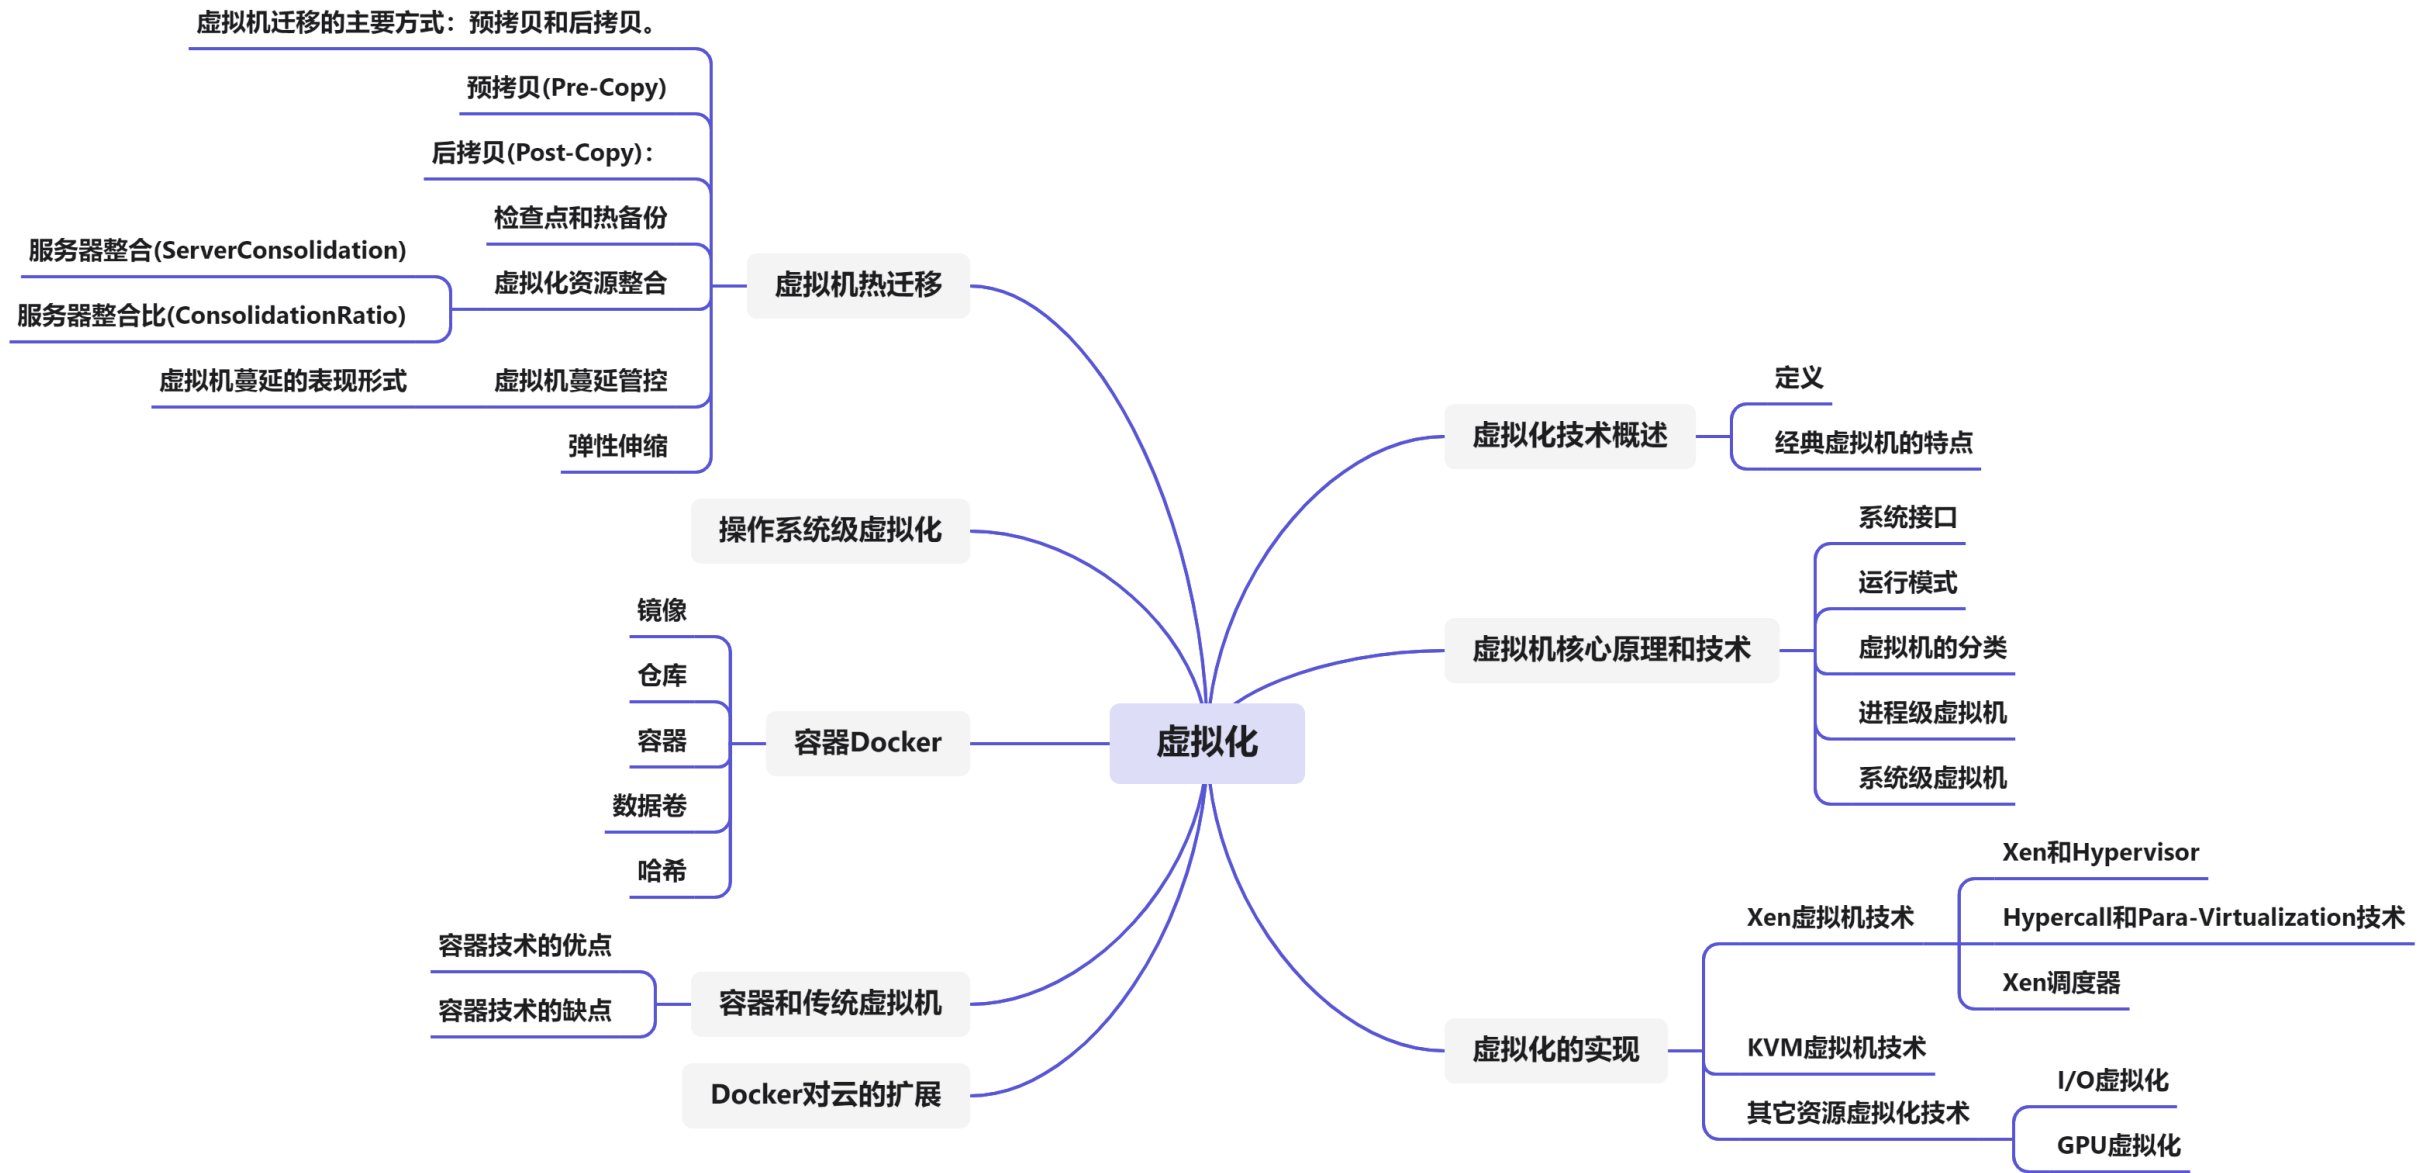 虚拟化
虚拟化技术概述
定义
经典虚拟机的特点
虚拟机核心原理和技术
系统接口
运行模式
虚拟机的分类
进程级虚拟机
系统级虚拟机
虚拟化的实现
Xen虚拟机技术
Xen和Hypervisor
Hypercall和Para-Virtualization技术
Xen调度器
KVM虚拟机技术
其它资源虚拟化技术
I/O虚拟化
GPU虚拟化
虚拟机热迁移
虚拟机迁移的主要方式：预拷贝和后拷贝。
预拷贝(Pre-Copy)
后拷贝(Post-Copy)：
检查点和热备份
虚拟化资源整合
服务器整合(ServerConsolidation)
服务器整合比(ConsolidationRatio)
虚拟机蔓延管控
虚拟机蔓延的表现形式
弹性伸缩
操作系统级虚拟化
容器Docker
镜像
仓库
容器
数据卷
哈希
容器和传统虚拟机
容器技术的优点
容器技术的缺点
Docker对云的扩展